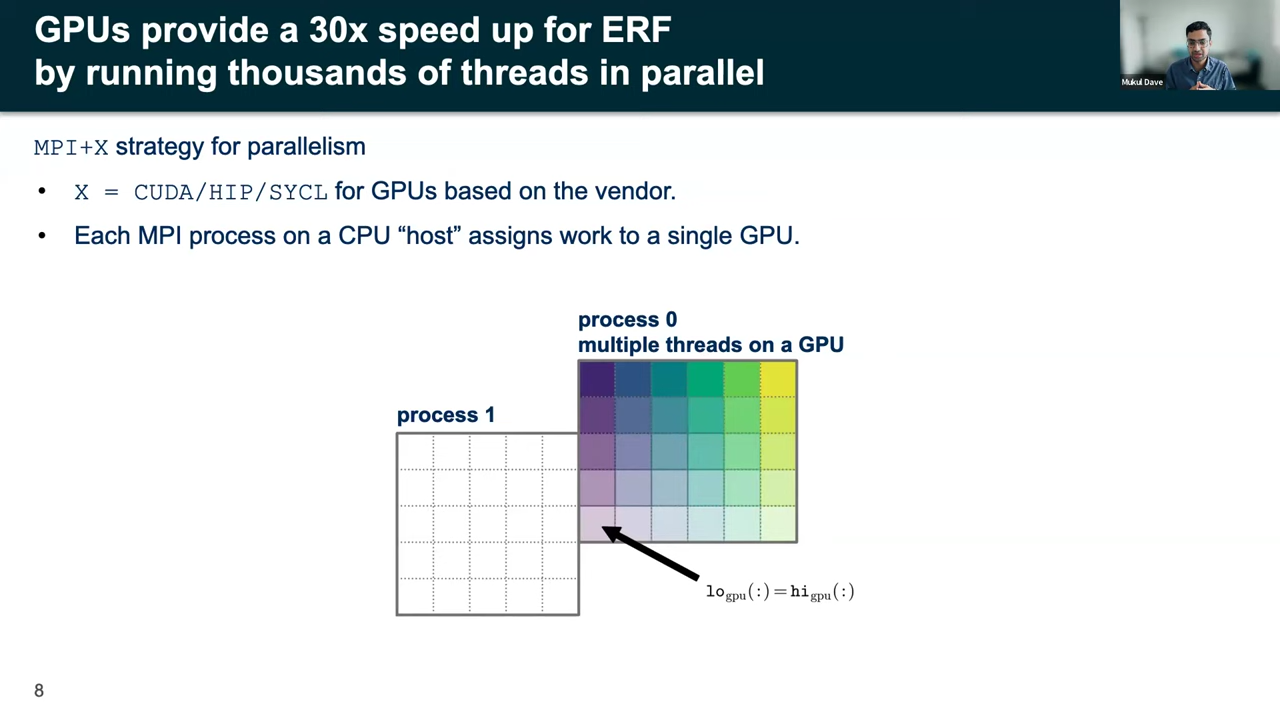 GPUs provide a 30x speed up for ERF
by running thousands of threads in parallel
Mukul Dave
MPI+X strategy for parallelism
• X = CUDA/HIP/SYCL for GPUs based on the vendor.
• Each MPI process on a CPU “host” assigns work to a single GPU.
process 0
multiple threads on a GPU
process 1
lo_gpu(:)=hi_gpu(:)
8